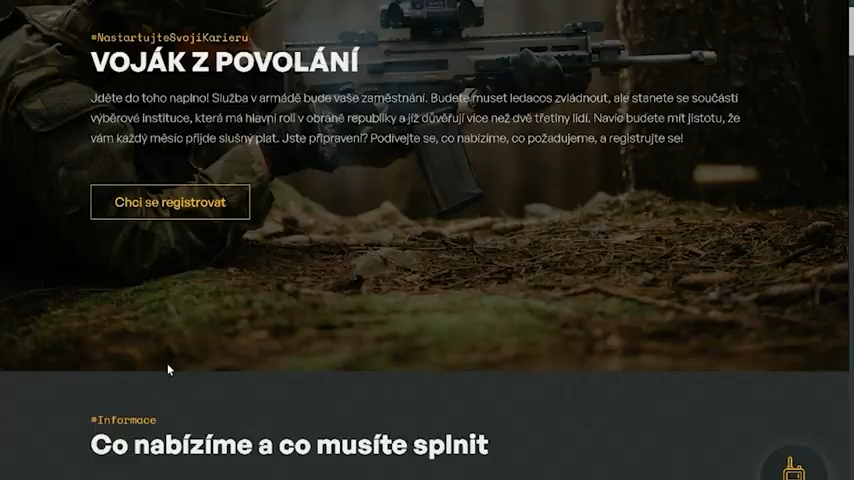 #NastartujteSvojiKarieru
VOJÁK Z POVOLÁNÍ
Jděte do toho naplno! Služba v armádě bude vaše zaměstnání. Budete muset ledacos zvládnout, ale stanete se součástí
výběrové instituce, která má hlavní roli v obraně republiky a již důvěřují více než dvě třetiny lidí. Navíc budete mít jistotu, že
vám každý měsíc přijde slušný plat. Jste připraveni? Podívejte se, co nabízíme, co požadujeme, a registrujte se!
Chci se registrovat
#Informace
Co nabízíme a co musíte splnit